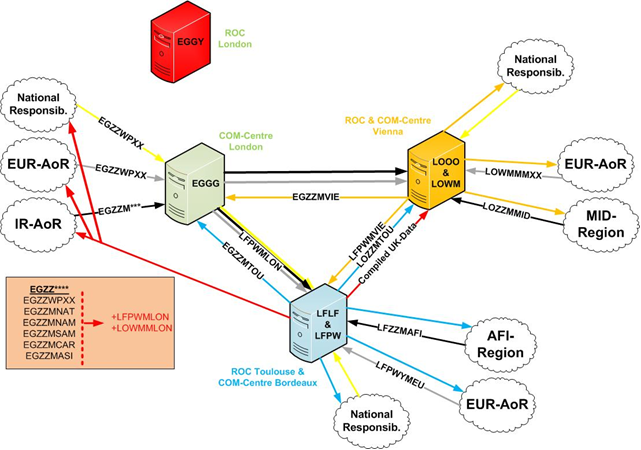 EGGY
ROC
London
National
Responsib.
EGZZWPXX
EUR-AoR
EGZZWPXX
IR-AoR
EGZZM***
COM-Centre
London
EGGG
ROC & COM-Centre
Vienna
LOOO
&
LOWM
National
Responsib.
EUR-AoR
LOWMMMXX
MID-
Region
LOZZMMID
EGZZMVIE
LFPWMLON
EGZZMTOU
LFPWMVIE
LOZZMTOU
Compiled UK-Data
EGZZ****
EGZZWPXX
EGZZMNAT
EGZZMNAM
EGZZMSAM
EGZZMCAR
EGZZMASI
+LFPWMLON
+LOWMMLON
LFLF
&
LFPW
ROC Toulouse &
COM-Centre Bordeaux
LFZZMAFI
AFI-
Region
LFPWYMEU
EUR-AoR
National
Responsib.